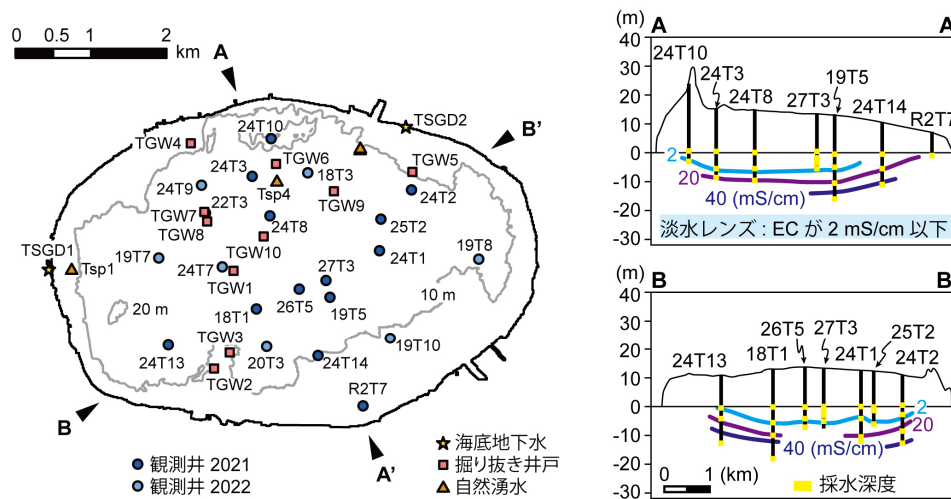 0 0.5 1 2
km
A
B'
24T10
TSGD2
TGW4
TGW6
24T3
18T3
TGW5
Tsp4
24T9
TGW9
24T2
TGW7
22T3
TGW8
24T8
25T2
TSGD1
Tsp1
19T7
TGW10
24T7
TGW1
24T1
19T8
27T3
20 m
10 m
26T5
19T5
18T1
TGW3
24T13
20T3
24T14
19T10
TGW2
R2T7
B
A'
観測井 2021
観測井 2022
海底地下水
掘り抜き井戸
自然湧水
(m) A A
40
30
20
10
0
-10
-20
-30
24T10
24T3
24T8
27T3
19T5
24T14
R2T7
2
20
40 (mS/cm)
淡水レンズ : EC が 2 mS/cm 以下
(m) B B
40
30
20
10
0
-10
-20
-30
24T13
18T1
26T5
27T3
24T1
25T2
24T2
2
20
40 (mS/cm)
0 1 (km)
採水深度